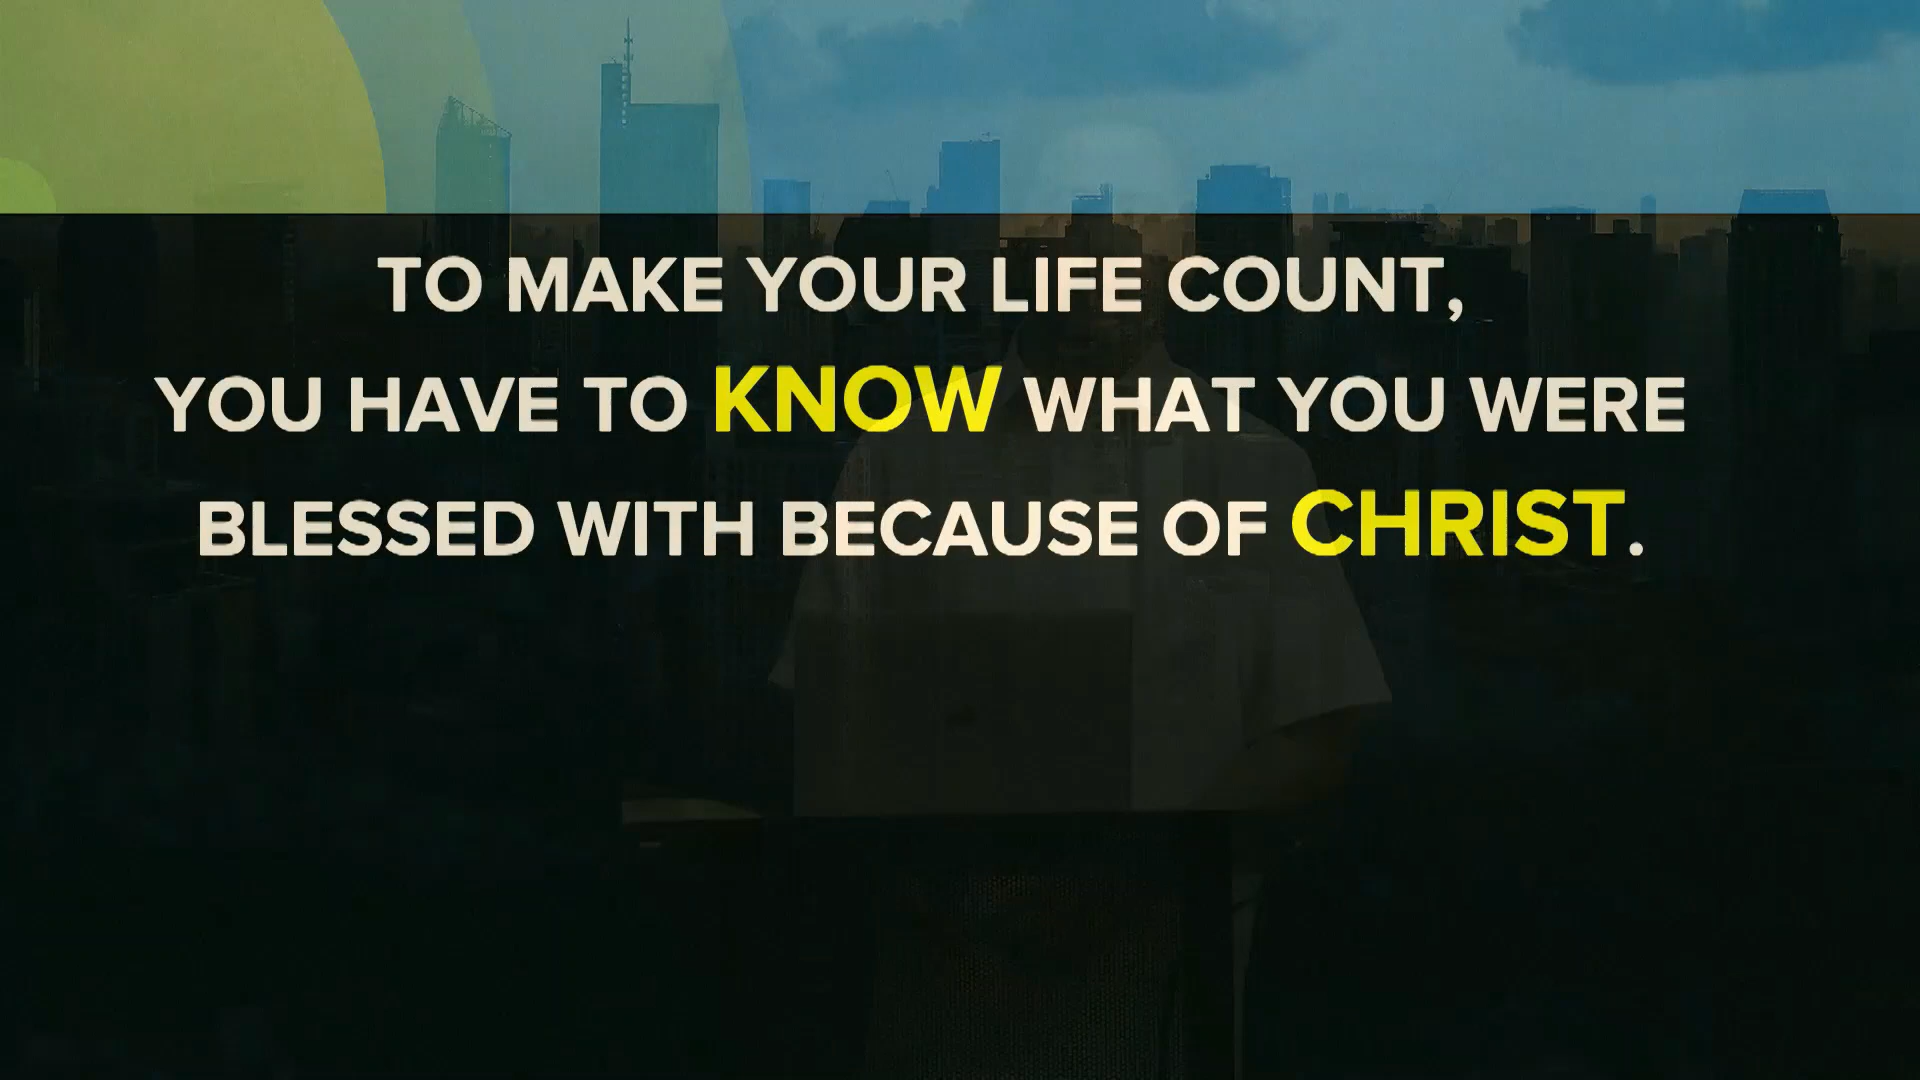 TO MAKE YOUR LIFE COUNT,
YOU HAVE TO KNOW WHAT YOU WERE
BLESSED WITH BECAUSE OF CHRIST.